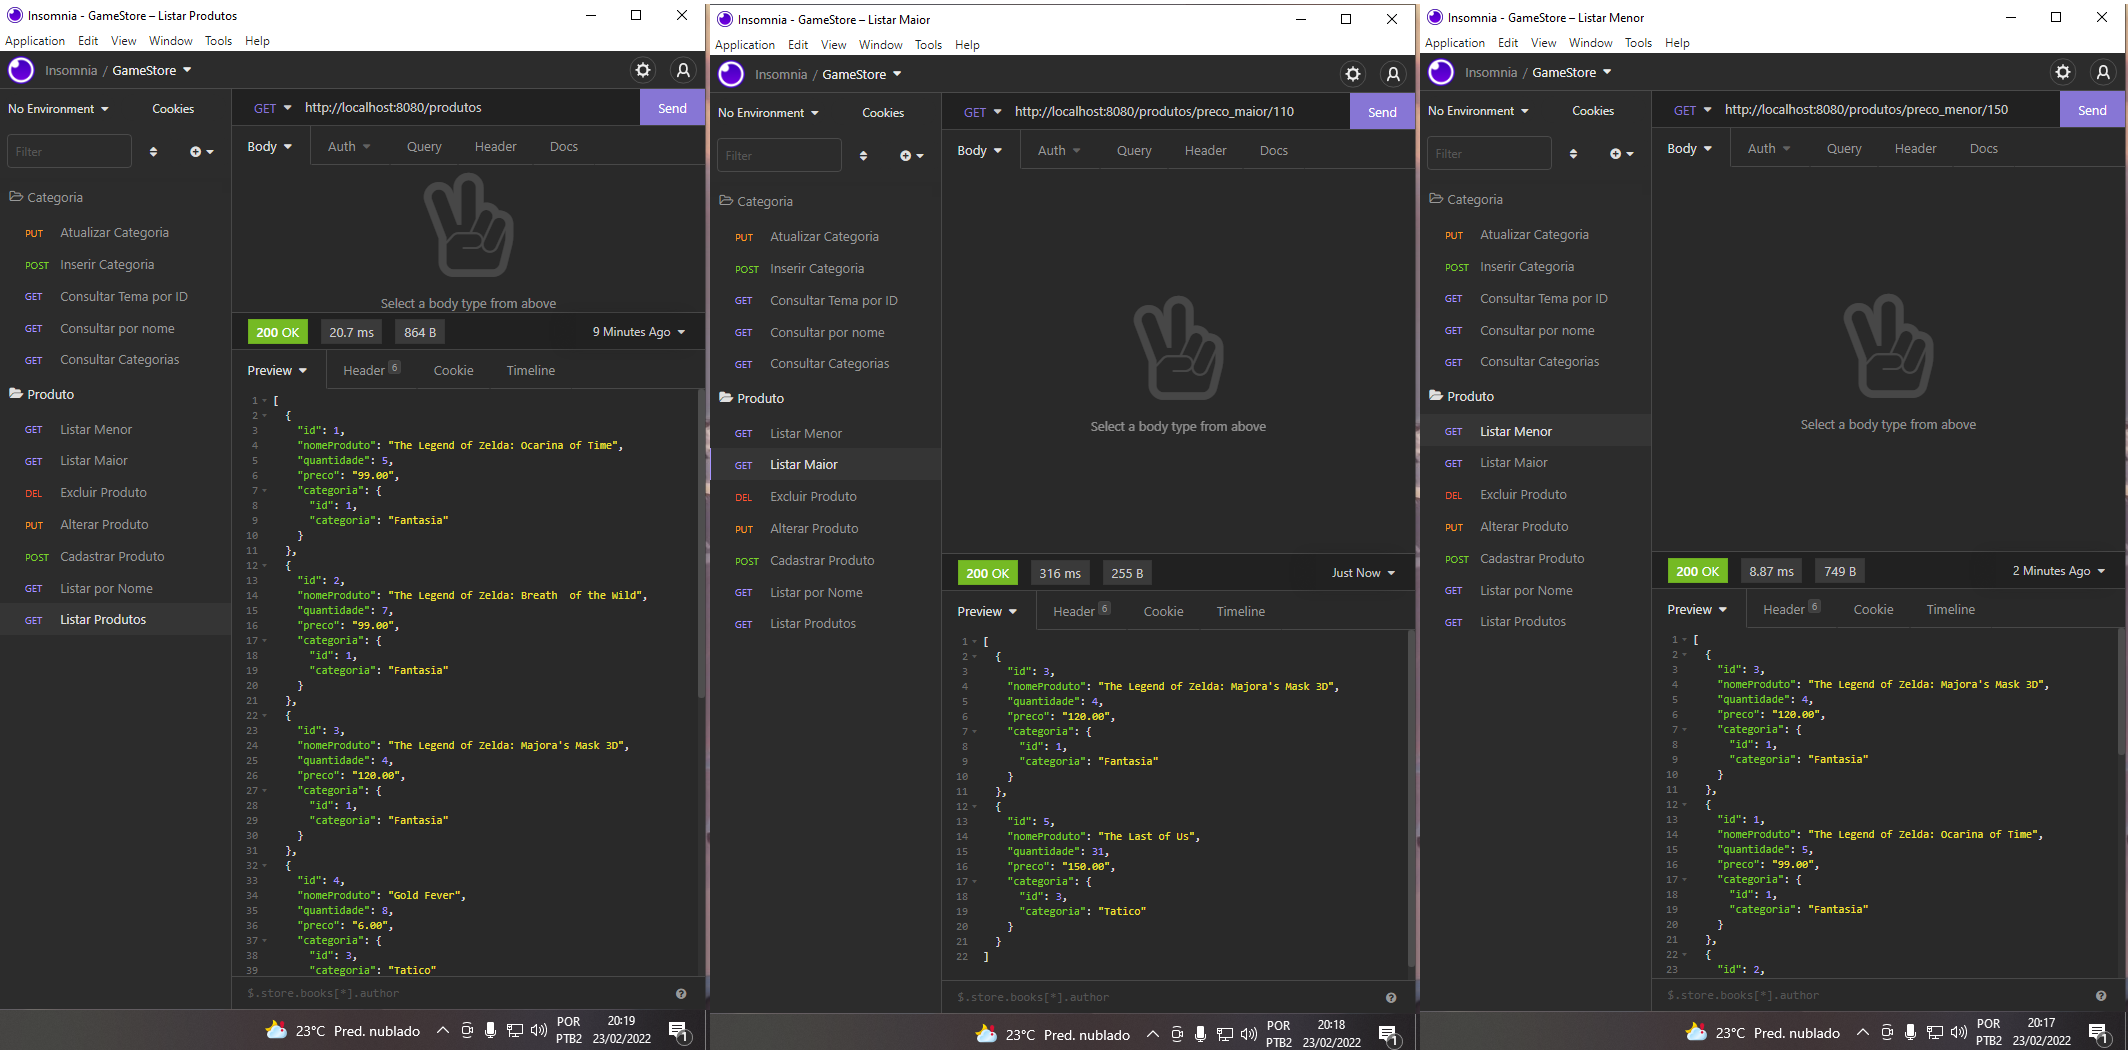 Insomnia - GameStore – Listar Produtos
Application Edit View Window Tools Help
Insomnia / GameStore
No Environment Cookies
GET http://localhost:8080/produtos Send
Filter
Body Auth Query Header Docs
Categoria
PUT Atualizar Categoria
POST Inserir Categoria
GET Consultar Tema por ID
GET Consultar por nome
GET Consultar Categorias
Produto
GET Listar Menor
GET Listar Maior
DEL Excluir Produto
PUT Alterar Produto
POST Cadastrar Produto
GET Listar por Nome
GET Listar Produtos
Select a body type from above
200 OK 20.7 ms 864 B 9 Minutes Ago
Preview Header 6 Cookie Timeline
1 [
2 {
3 "id": 1,
4 "nomeProduto": "The Legend of Zelda: Ocarina of Time",
5 "quantidade": 5,
6 "preco": "99.00",
7 "categoria": {
8 "id": 1,
9 "categoria": "Fantasia"
10 }
11 },
12 {
13 "id": 2,
14 "nomeProduto": "The Legend of Zelda: Breath  of the Wild",
15 "quantidade": 7,
16 "preco": "99.00",
17 "categoria": {
18 "id": 1,
19 "categoria": "Fantasia"
20 }
21 },
22 {
23 "id": 3,
24 "nomeProduto": "The Legend of Zelda: Majora's Mask 3D",
25 "quantidade": 4,
26 "preco": "120.00",
27 "categoria": {
28 "id": 1,
29 "categoria": "Fantasia"
30 }
31 },
32 {
33 "id": 4,
34 "nomeProduto": "Gold Fever",
35 "quantidade": 8,
36 "preco": "6.00",
37 "categoria": {
38 "id": 3,
39 "categoria": "Tatico"
$.store.books[*].author
23°C Pred. nublado POR PTB2 20:19 23/02/2022 1
Insomnia - GameStore – Listar Maior
Application Edit View Window Tools Help
Insomnia / GameStore
No Environment Cookies
GET http://localhost:8080/produtos/preco_maior/110 Send
Filter
Body Auth Query Header Docs
Categoria
PUT Atualizar Categoria
POST Inserir Categoria
GET Consultar Tema por ID
GET Consultar por nome
GET Consultar Categorias
Produto
GET Listar Menor
GET Listar Maior
DEL Excluir Produto
PUT Alterar Produto
POST Cadastrar Produto
GET Listar por Nome
GET Listar Produtos
Select a body type from above
200 OK 316 ms 255 B Just Now
Preview Header 6 Cookie Timeline
1 [
2 {
3 "id": 3,
4 "nomeProduto": "The Legend of Zelda: Majora's Mask 3D",
5 "quantidade": 4,
6 "preco": "120.00",
7 "categoria": {
8 "id": 1,
9 "categoria": "Fantasia"
10 }
11 },
12 {
13 "id": 5,
14 "nomeProduto": "The Last of Us",
15 "quantidade": 31,
16 "preco": "150.00",
17 "categoria": {
18 "id": 3,
19 "categoria": "Tatico"
20 }
21 }
22 ]
$.store.books[*].author
23°C Pred. nublado POR PTB2 20:18 23/02/2022 1
Insomnia - GameStore – Listar Menor
Application Edit View Window Tools Help
Insomnia / GameStore
No Environment Cookies
GET http://localhost:8080/produtos/preco_menor/150 Send
Filter
Body Auth Query Header Docs
Categoria
PUT Atualizar Categoria
POST Inserir Categoria
GET Consultar Tema por ID
GET Consultar por nome
GET Consultar Categorias
Produto
GET Listar Menor
GET Listar Maior
DEL Excluir Produto
PUT Alterar Produto
POST Cadastrar Produto
GET Listar por Nome
GET Listar Produtos
Select a body type from above
200 OK 8.87 ms 749 B 2 Minutes Ago
Preview Header 6 Cookie Timeline
1 [
2 {
3 "id": 3,
4 "nomeProduto": "The Legend of Zelda: Majora's Mask 3D",
5 "quantidade": 4,
6 "preco": "120.00",
7 "categoria": {
8 "id": 1,
9 "categoria": "Fantasia"
10 }
11 },
12 {
13 "id": 1,
14 "nomeProduto": "The Legend of Zelda: Ocarina of Time",
15 "quantidade": 5,
16 "preco": "99.00",
17 "categoria": {
18 "id": 1,
19 "categoria": "Fantasia"
20 }
21 },
22 {
23 "id": 2,
$.store.books[*].author
23°C Pred. nublado POR PTB2 20:17 23/02/2022 1